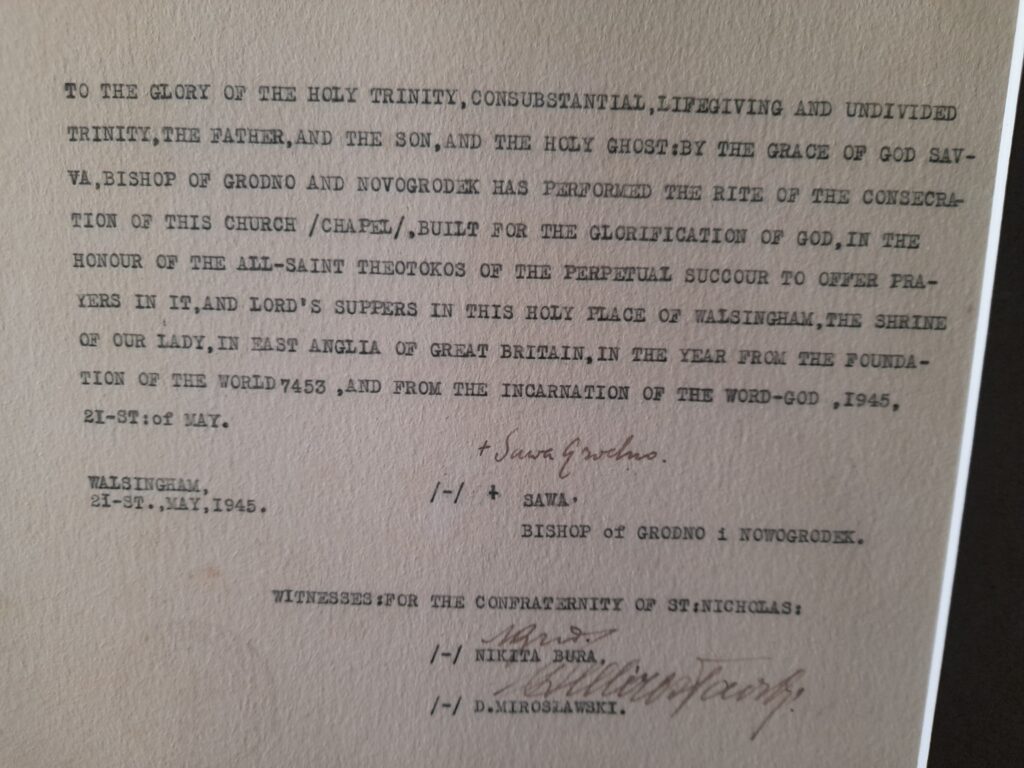 TO THE GLORY OF THE HOLY TRINITY,CONSUBSTANTIAL,LIFEGIVING AND UNDIVIDED
TRINITY,THE FATHER,AND THE SON,AND THE HOLY GHOST:BY THE GRACE OF GOD SAV-
VA,BISHOP OF GRODNO AND NOVOGRODEK HAS PERFORMED THE RITE OF THE CONSECRA-
TION OF THIS CHURCH /CHAPEL/,BUILT FOR THE GLORIFICATION OF GOD,IN THE
HONOUR OF THE ALL-SAINT THEOTOKOS OF THE PERPETUAL SUCCOUR TO OFFER PRA-
YERS IN IT,AND LORD'S SUPPERS IN THIS HOLY PLACE OF WALSINGHAM,THE SHRINE
OF OUR LADY,IN EAST ANGLIA OF GREAT BRITAIN,IN THE YEAR FROM THE FOUNDA-
TION OF THE WORLD 7453 ,AND FROM THE INCARNATION OF THE WORD-GOD ,1945,
2I-ST:of MAY.
+ Sawa Grodno.
WALSINGHAM,
2I-ST.,MAY,1945.
/-/ + SAWA.
BISHOP of GRODNO i NOWOGRODEK.
WITNESSES:FOR THE CONFRATERNITY OF ST:NICHOLAS:
/-/ NIKITA BURA.
/-/ D.MIROSŁAWSKI.